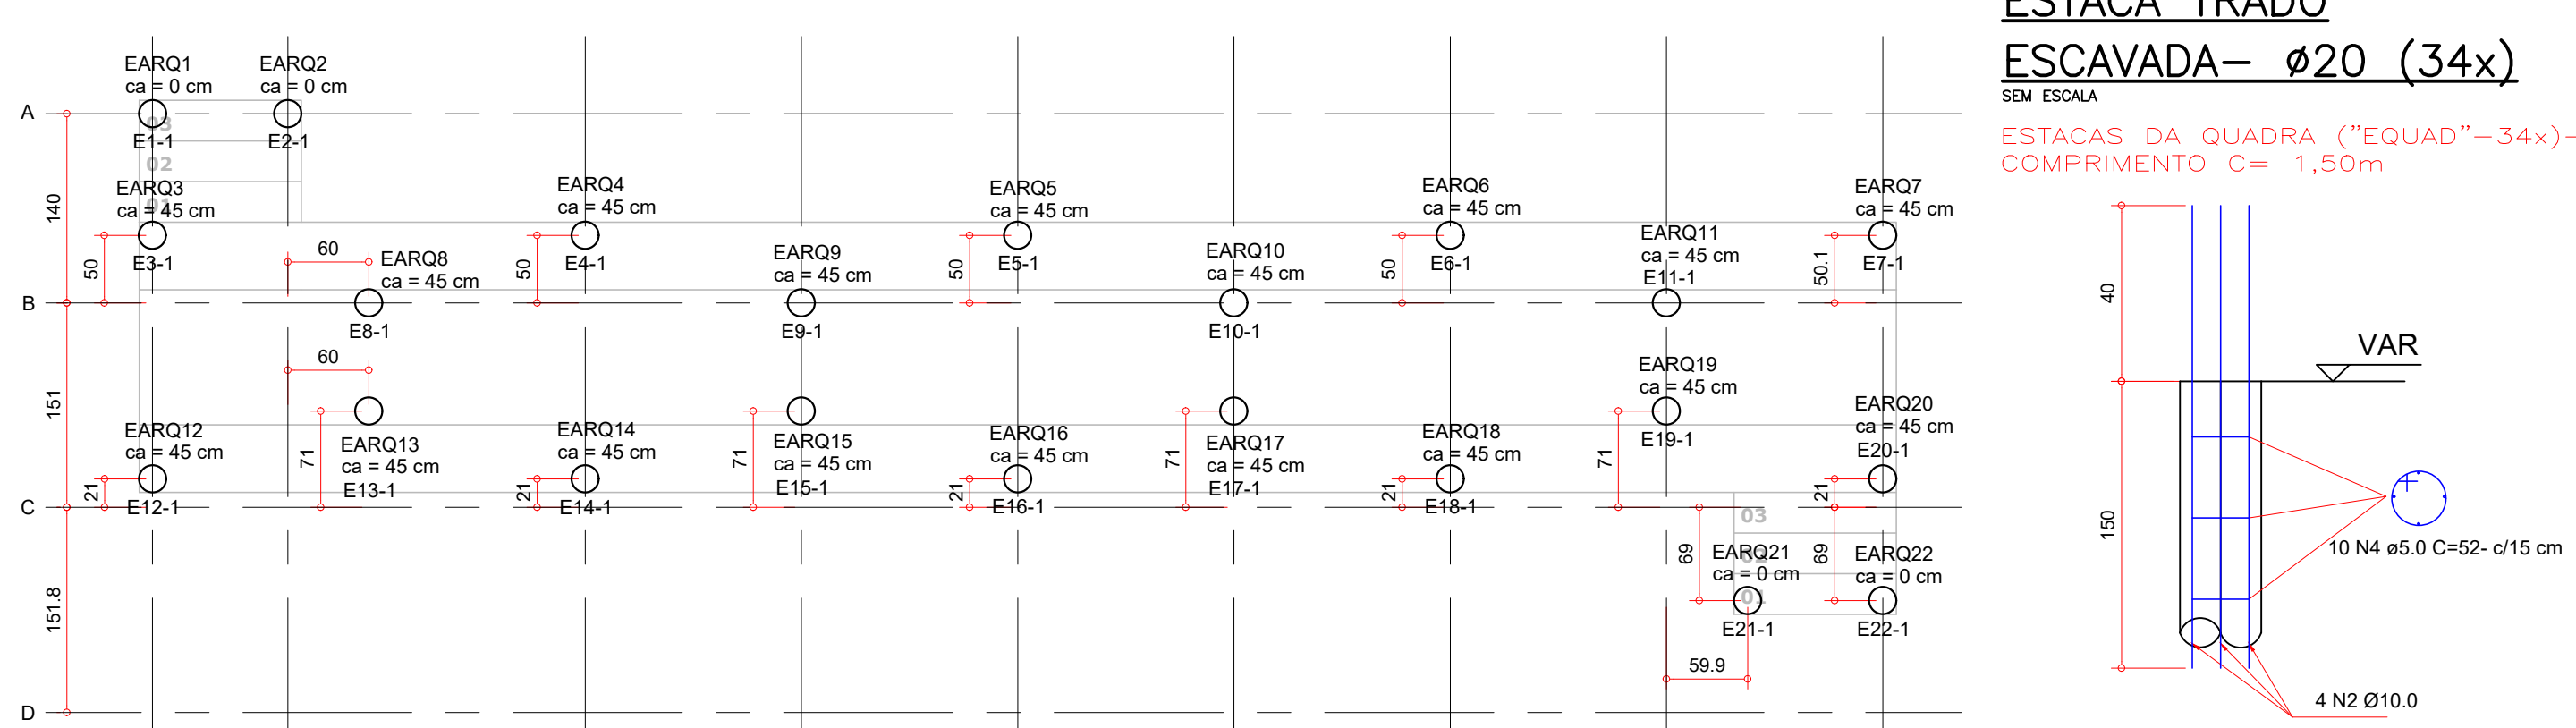 ESTACA TRADO
ESCAVADA- ø20 (34x)
SEM ESCALA
ESTACAS DA QUADRA ("EQUAD"-34x)-
COMPRIMENTO C= 1,50m
EARQ1
ca = 0 cm
E1-1
EARQ2
ca = 0 cm
E2-1
A
03
02
01
140
EARQ3
ca = 45 cm
E3-1
50
EARQ4
ca = 45 cm
E4-1
50
EARQ5
ca = 45 cm
E5-1
50
EARQ6
ca = 45 cm
E6-1
50
EARQ7
ca = 45 cm
E7-1
50.1
60
EARQ8
ca = 45 cm
E8-1
EARQ9
ca = 45 cm
E9-1
EARQ10
ca = 45 cm
E10-1
EARQ11
ca = 45 cm
E11-1
B
151
60
EARQ12
ca = 45 cm
E12-1
21
EARQ13
ca = 45 cm
E13-1
71
EARQ14
ca = 45 cm
E14-1
21
EARQ15
ca = 45 cm
E15-1
71
EARQ16
ca = 45 cm
E16-1
21
EARQ17
ca = 45 cm
E17-1
71
EARQ18
ca = 45 cm
E18-1
21
EARQ19
ca = 45 cm
E19-1
71
EARQ20
ca = 45 cm
E20-1
21
C
03
02
01
69
EARQ21
ca = 0 cm
E21-1
69
EARQ22
ca = 0 cm
E22-1
151.8
59.9
D
40
VAR
150
10 N4 ø5.0 C=52- c/15 cm
4 N2 Ø10.0